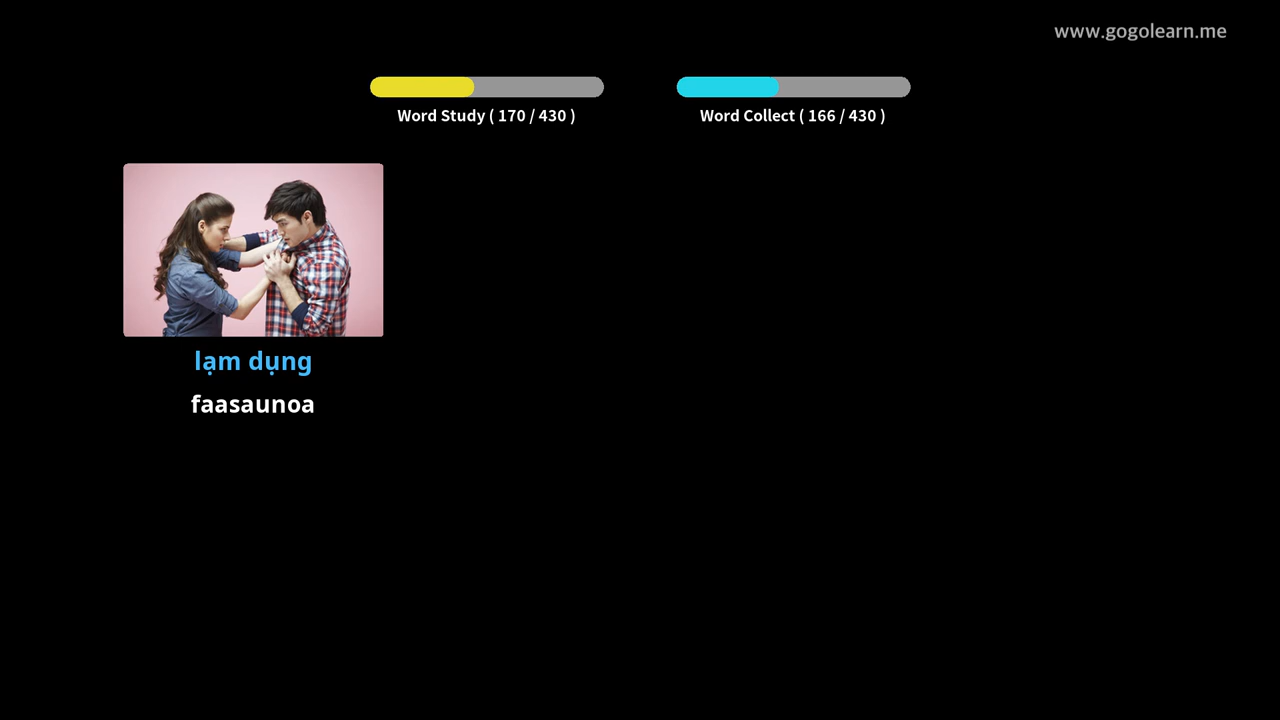 www.gogolearn.me
Word Study ( 170 / 430 )
Word Collect ( 166 / 430 )
lạm dụng
faasaunoa